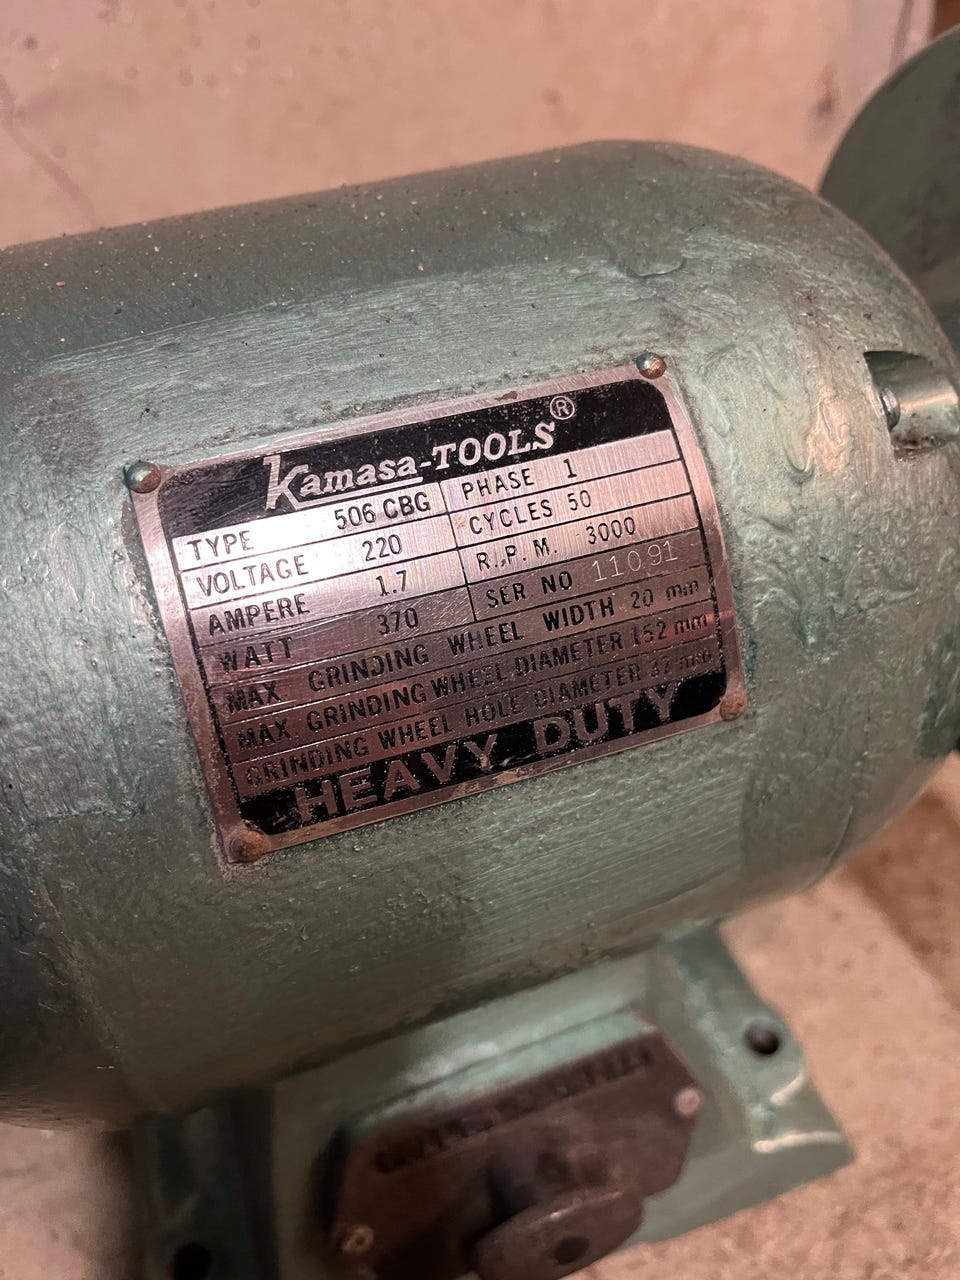 Kamasa-TOOLS®
TYPE 506 CBG PHASE 1
VOLTAGE 220 CYCLES 50
AMPERE 1.7 R.P.M. 3000
WATT 370 SER NO 11091
MAX. GRINDING WHEEL WIDTH 20 mm
MAX. GRINDING WHEEL DIAMETER 152 mm
GRINDING WHEEL HOLE DIAMETER mm
HEAVY DUTY